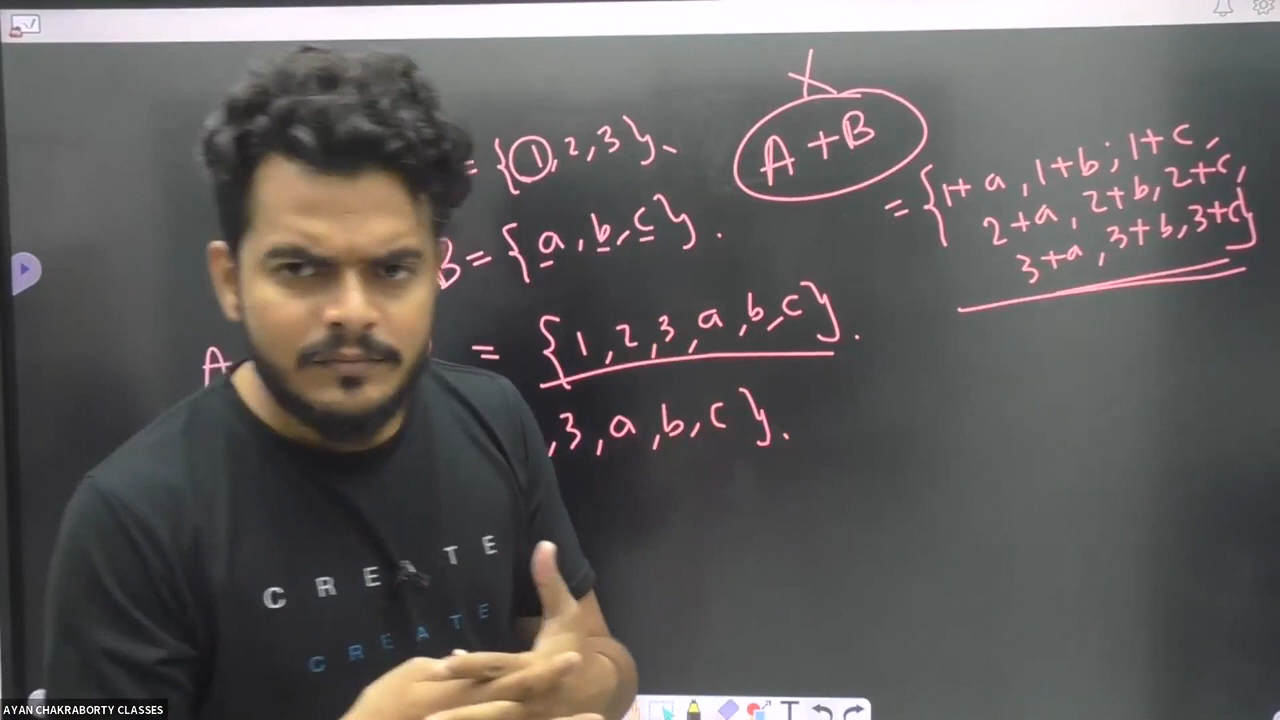 = {1, 2, 3}.
B = {a, b, c}.
A = {1, 2, 3, a, b, c}.
, 3, a, b, c}.
X
A + B
= {1+a, 1+b; 1+c,
2+a, 2+b, 2+c,
3+a, 3+b, 3+c}
CREATE
CREATE
AYAN CHAKRABORTY CLASSES
T